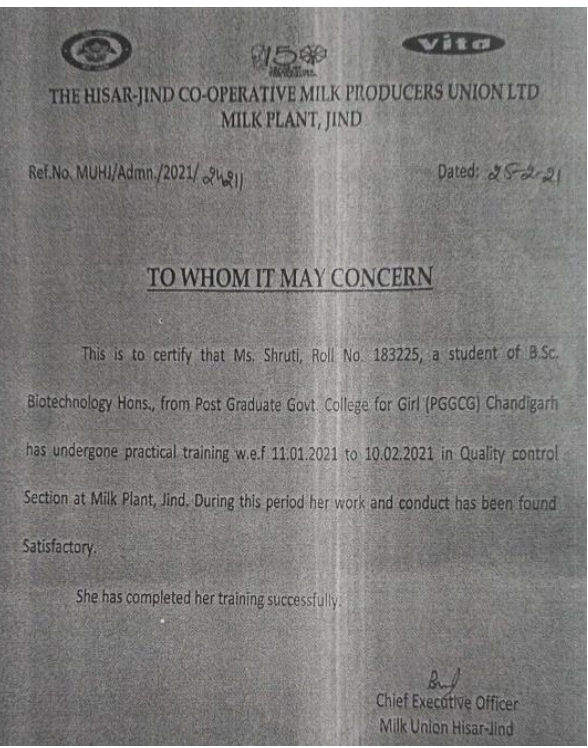 Vita
150
THE HISAR-JIND CO-OPERATIVE MILK PRODUCERS UNION LTD
MILK PLANT, JIND
Ref.No. MUHJ/Admn./2021/ Dated: 25-2-21
TO WHOM IT MAY CONCERN
This is to certify that Ms. Shruti, Roll No. 183225, a student of B.Sc.
Biotechnology Hons., from Post Graduate Govt. College for Girl (PGGCG) Chandigarh
has undergone practical training w.e.f 11.01.2021 to 10.02.2021 in Quality control
Section at Milk Plant, Jind. During this period her work and conduct has been found
Satisfactory.
She has completed her training successfully.
Chief Executive Officer
Milk Union Hisar-Jind